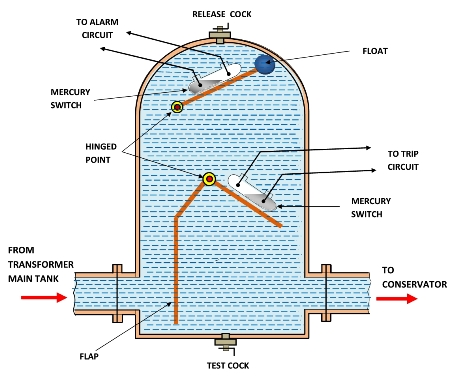 RELEASE COCK
TO ALARM
CIRCUIT
FLOAT
MERCURY
SWITCH
HINGED
POINT
TO TRIP
CIRCUIT
MERCURY
SWITCH
FROM
TRANSFORMER
MAIN TANK
TO
CONSERVATOR
FLAP
TEST COCK